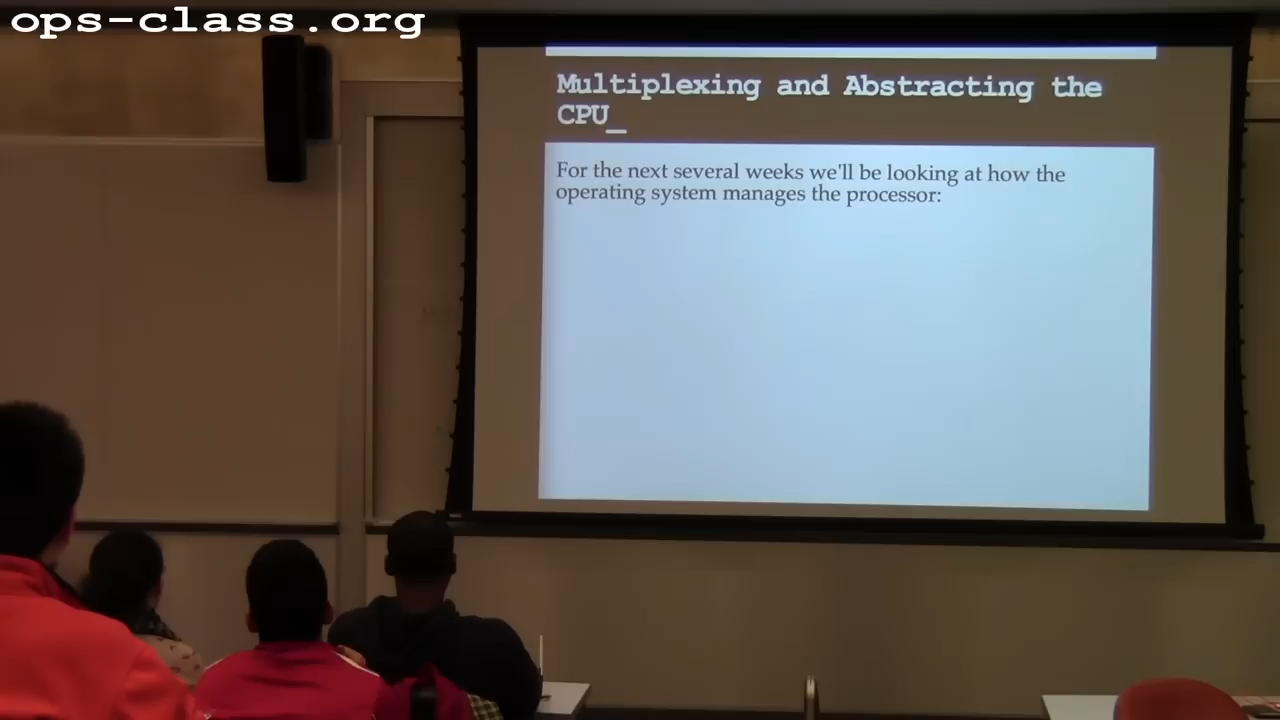 ops-class.org
Multiplexing and Abstracting the
CPU_
For the next several weeks we'll be looking at how the
operating system manages the processor: